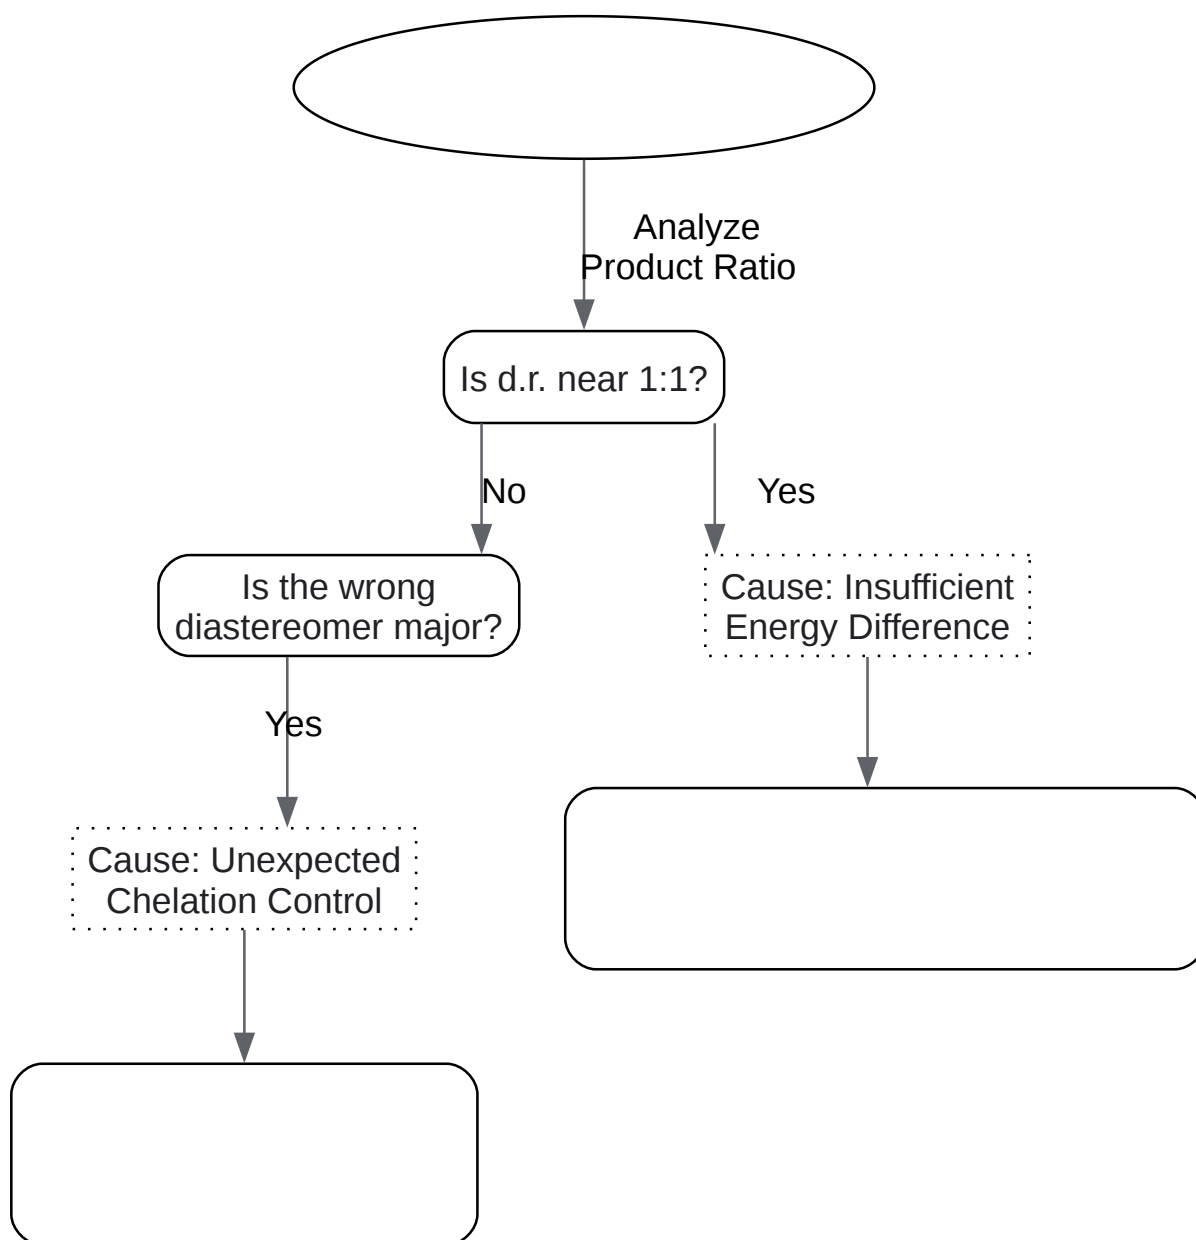 Analyze
Product Ratio
Is d.r. near 1:1?
No
Yes
Is the wrong
diastereomer major?
Cause: Insufficient
Energy Difference
Yes
Cause: Unexpected
Chelation Control